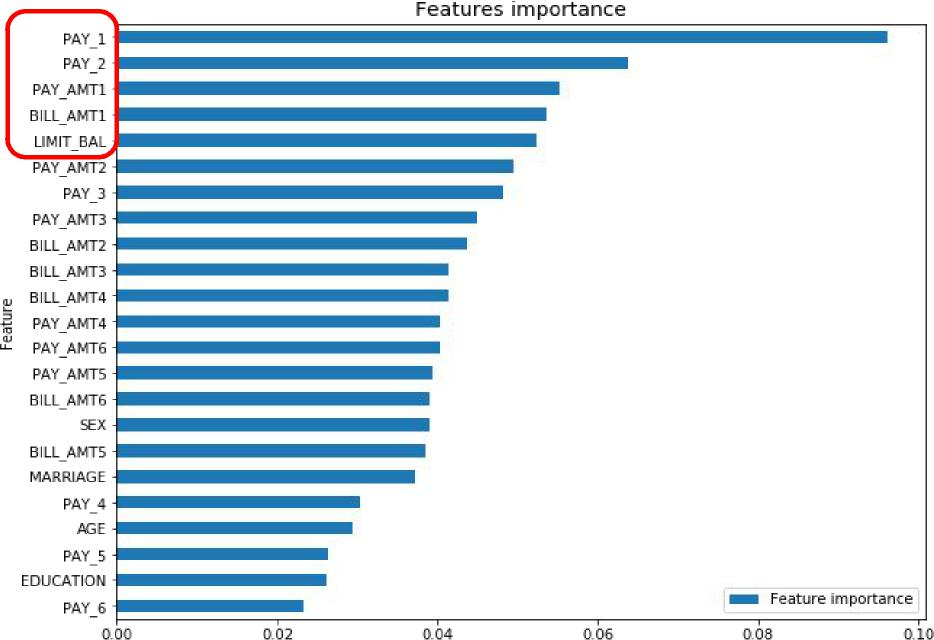 Features importance
PAY_1
PAY_2
PAY_AMT1
BILL_AMT1
LIMIT_BAL
PAY_AMT2
PAY_3
PAY_AMT3
BILL_AMT2
BILL_AMT3
BILL_AMT4
PAY_AMT4
PAY_AMT6
PAY_AMT5
BILL_AMT6
SEX
BILL_AMT5
MARRIAGE
PAY_4
AGE
PAY_5
EDUCATION
PAY_6
Feature
Feature importance
0.00 0.02 0.04 0.06 0.08 0.10